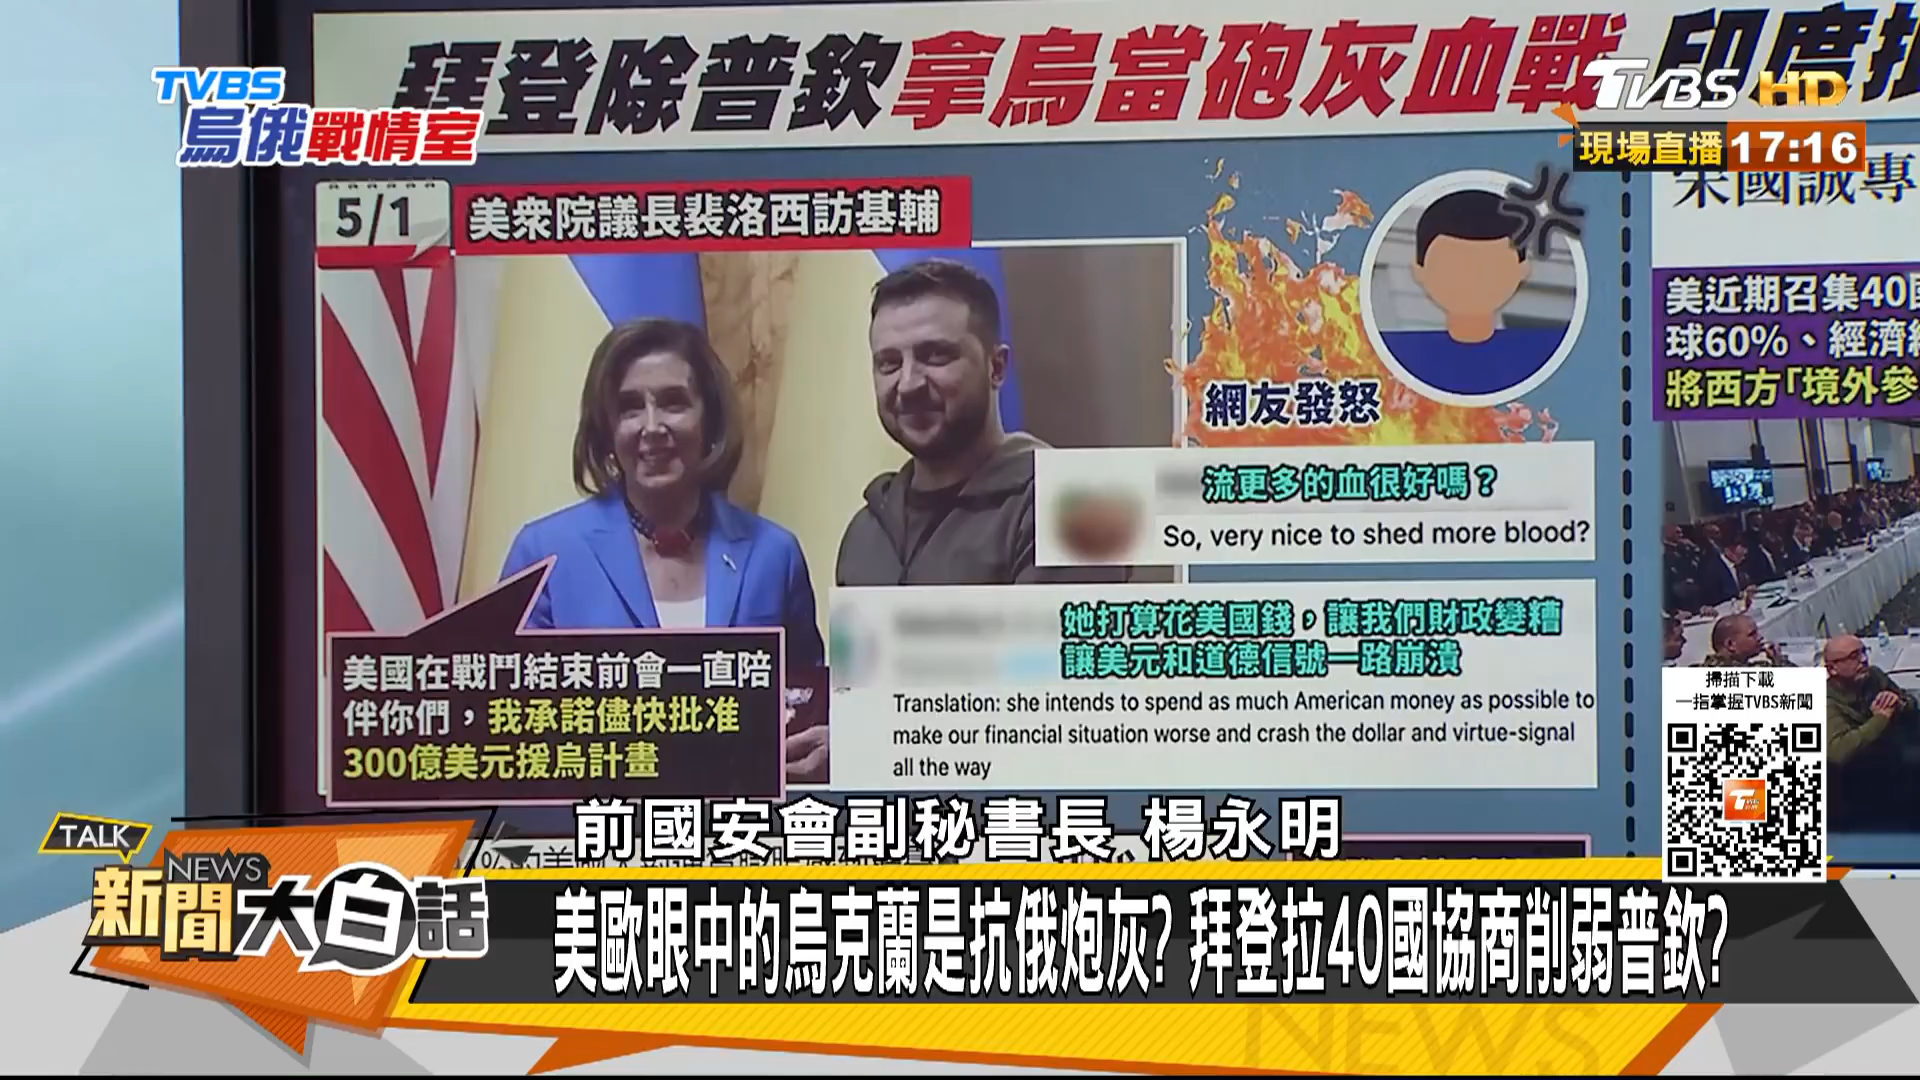 拜登除普欽拿烏當砲灰血戰 印度
TVBS
烏俄戰情室
TVBS HD
現場直播 17:16
5/1
美眾院議長裴洛西訪基輔
網友發怒
流更多的血很好嗎？
So, very nice to shed more blood?
她打算花美國錢，讓我們財政變糟
讓美元和道德信號一路崩潰
Translation: she intends to spend as much American money as possible to
make our financial situation worse and crash the dollar and virtue-signal
all the way
美國在戰鬥結束前會一直陪
伴你們，我承諾儘快批准
300億美元援烏計畫
宋國誠專
美近期召集40國
球60%、經濟
將西方「境外參
掃描下載
一指掌握TVBS新聞
前國安會副秘書長 楊永明
TALK
NEWS
新聞大白話
美歐眼中的烏克蘭是抗俄炮灰? 拜登拉40國協商削弱普欽?
NEWS